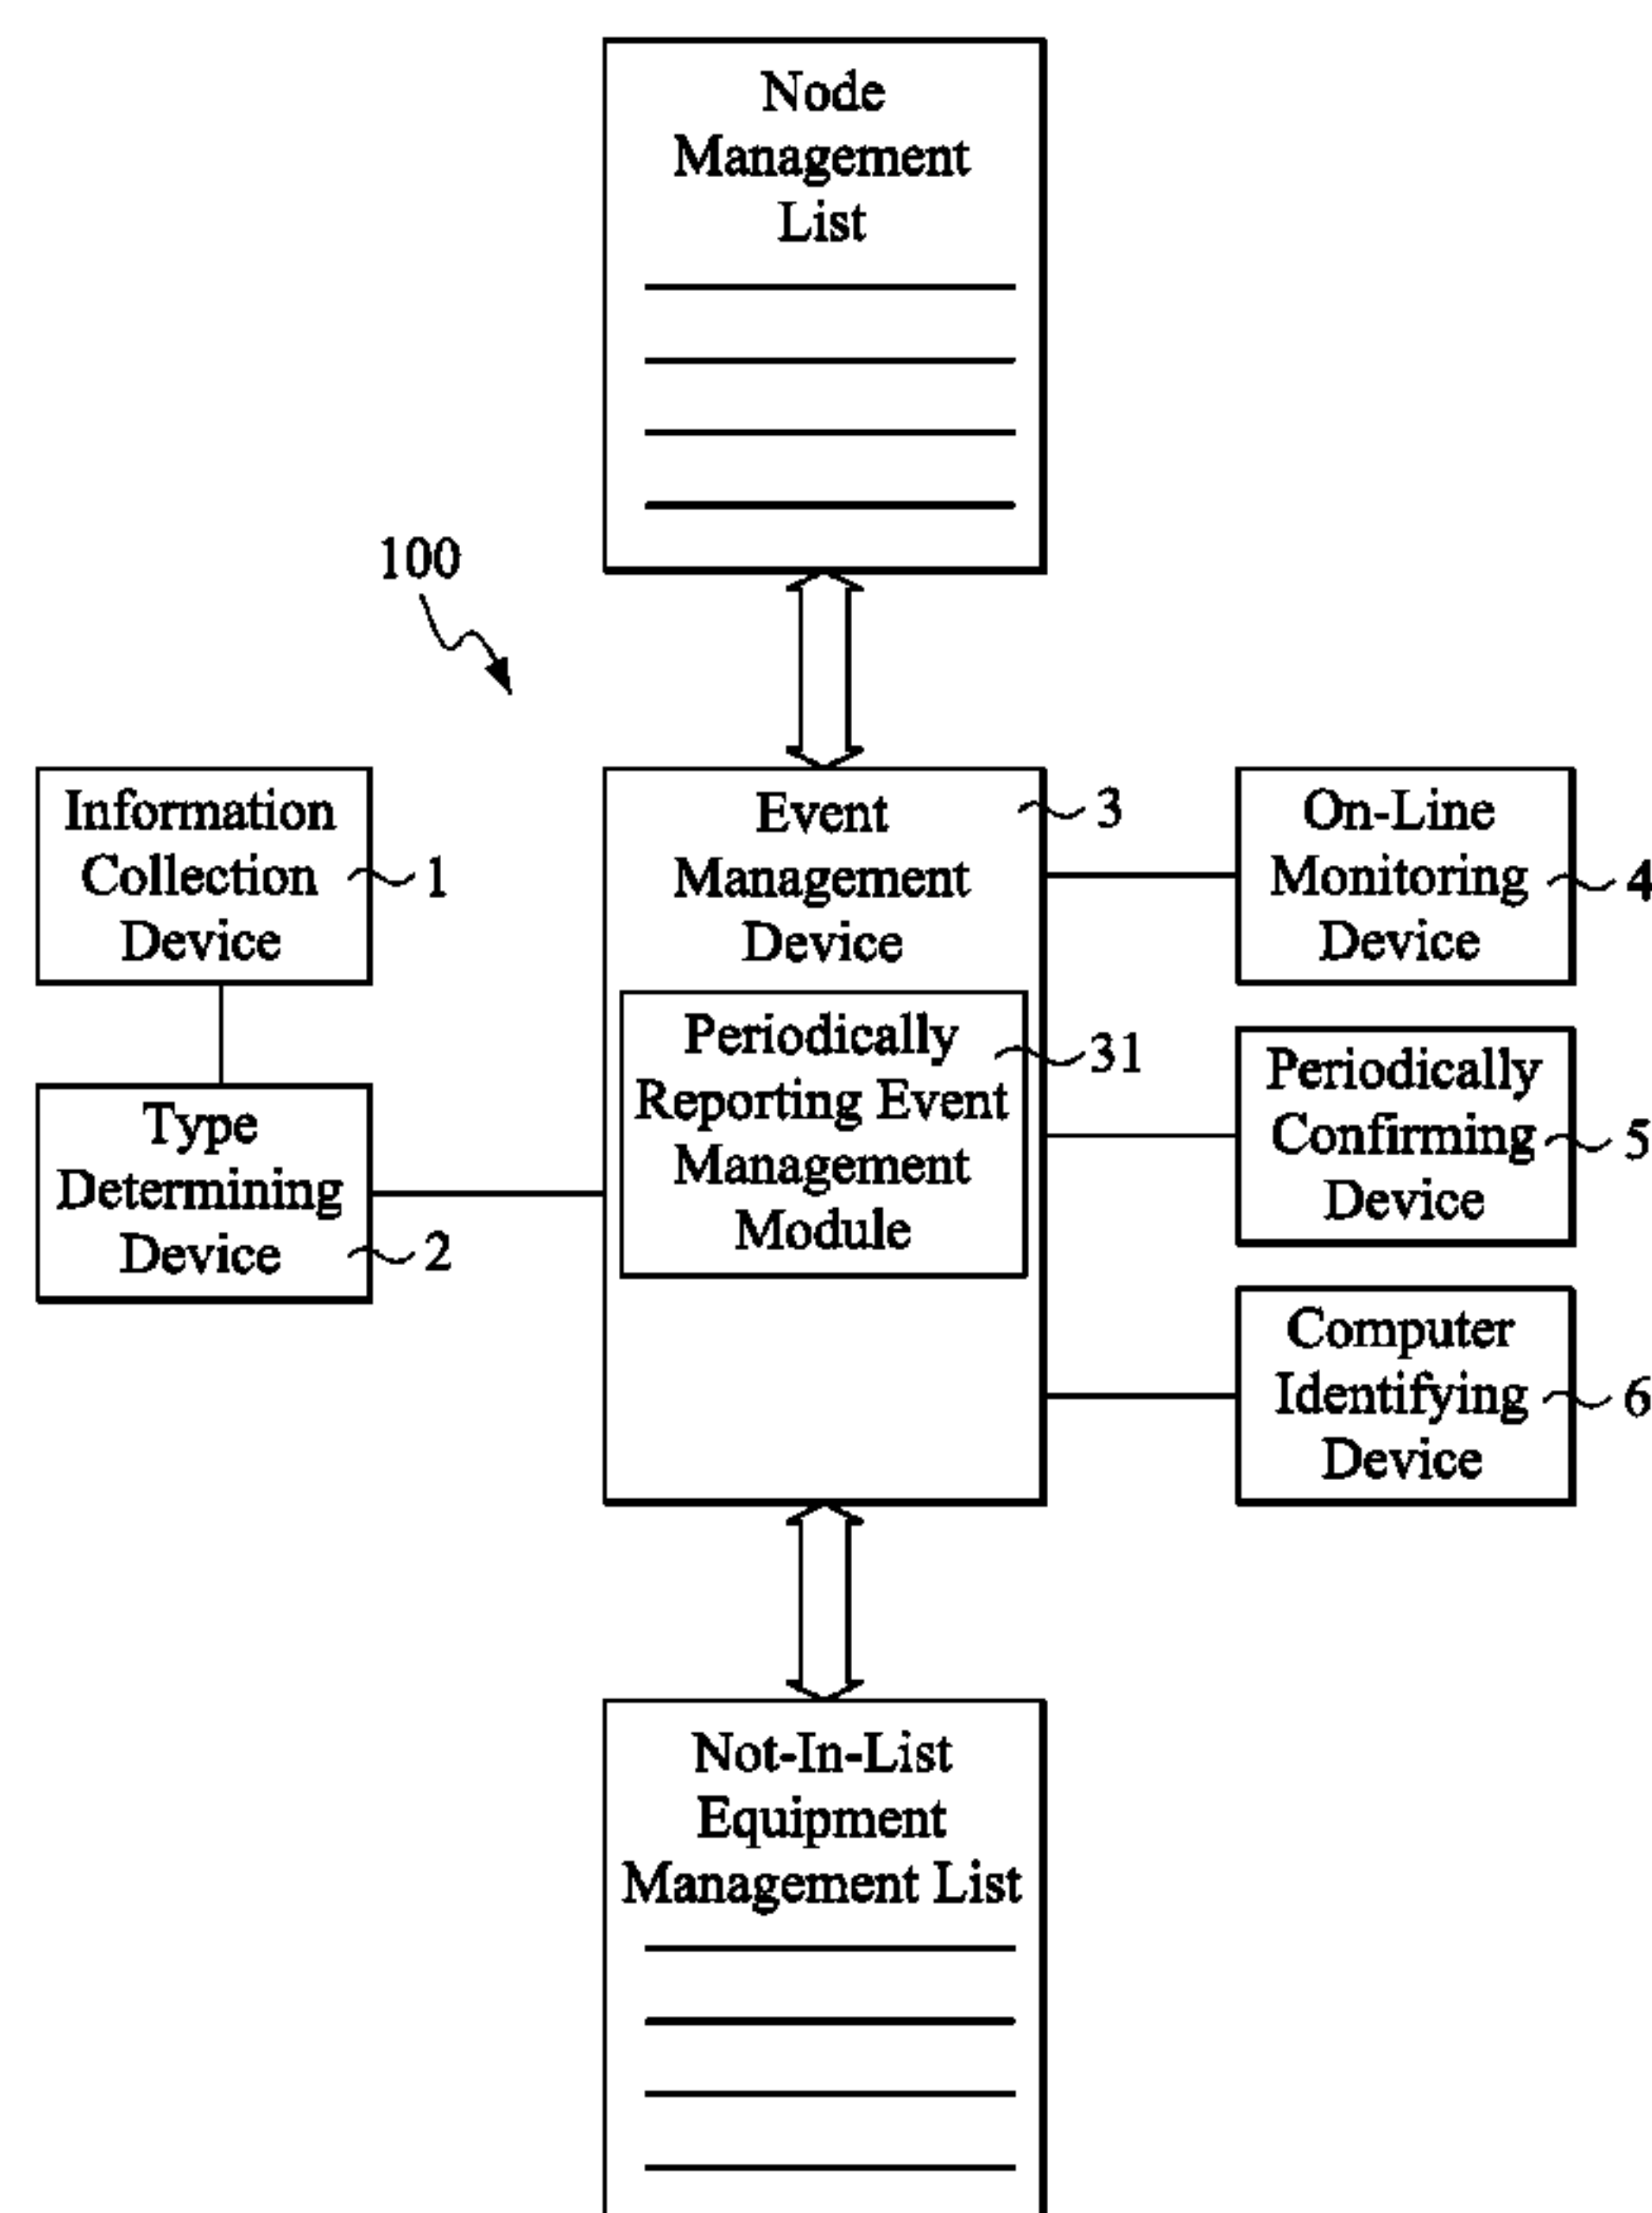 Node
Management
List
100
Information
Collection
Device
1
Type
Determining
Device
2
Event
Management
Device
3
Periodically
Reporting Event
Management
Module
31
On-Line
Monitoring
Device
4
Periodically
Confirming
Device
5
Computer
Identifying
Device
6
Not-In-List
Equipment
Management List